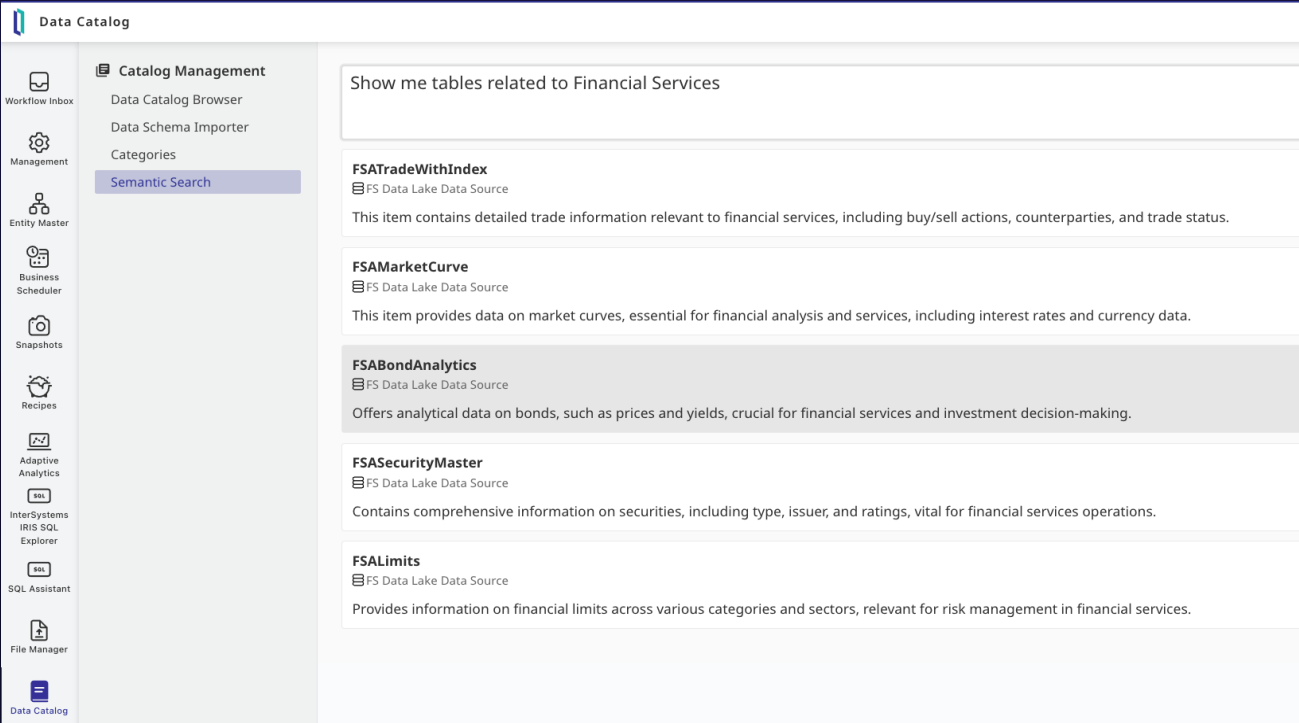 Data Catalog
Workflow Inbox
Management
Entity Master
Business
Scheduler
Snapshots
Recipes
Adaptive
Analytics
SQL
InterSystems
IRIS SQL
Explorer
SQL
SQL Assistant
File Manager
Data Catalog
Catalog Management
Data Catalog Browser
Data Schema Importer
Categories
Semantic Search
Show me tables related to Financial Services
FSATradeWithIndex
FS Data Lake Data Source
This item contains detailed trade information relevant to financial services, including buy/sell actions, counterparties, and trade status.
FSAMarketCurve
FS Data Lake Data Source
This item provides data on market curves, essential for financial analysis and services, including interest rates and currency data.
FSABondAnalytics
FS Data Lake Data Source
Offers analytical data on bonds, such as prices and yields, crucial for financial services and investment decision-making.
FSASecurityMaster
FS Data Lake Data Source
Contains comprehensive information on securities, including type, issuer, and ratings, vital for financial services operations.
FSALimits
FS Data Lake Data Source
Provides information on financial limits across various categories and sectors, relevant for risk management in financial services.